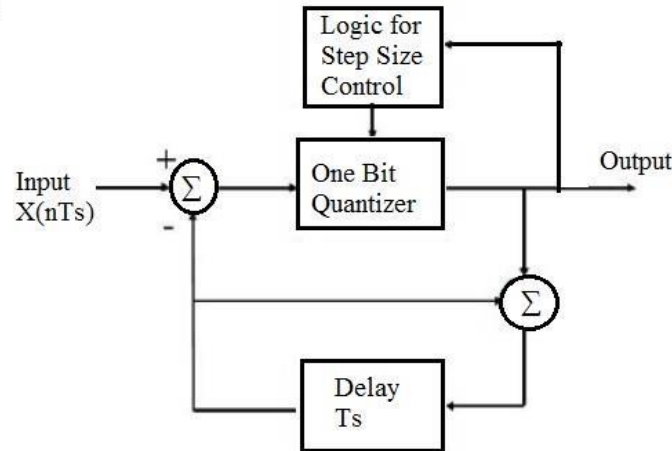 Logic for
Step Size
Control
+
Σ
One Bit
Quantizer
Output
Input
X(nTs)
-
Σ
Delay
Ts